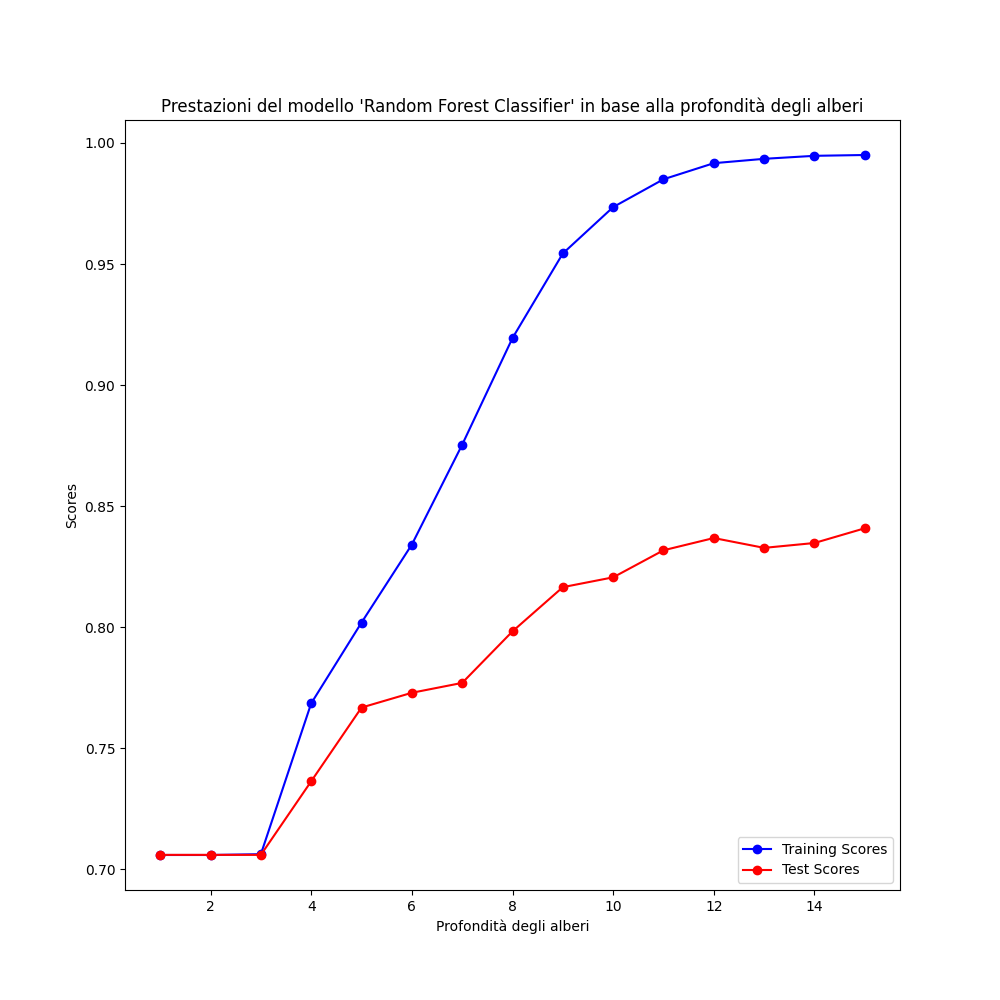 Prestazioni del modello 'Random Forest Classifier' in base alla profondità degli alberi
1.00
0.95
0.90
0.85
0.80
0.75
0.70
Scores
2 4 6 8 10 12 14
Profondità degli alberi
Training Scores
Test Scores